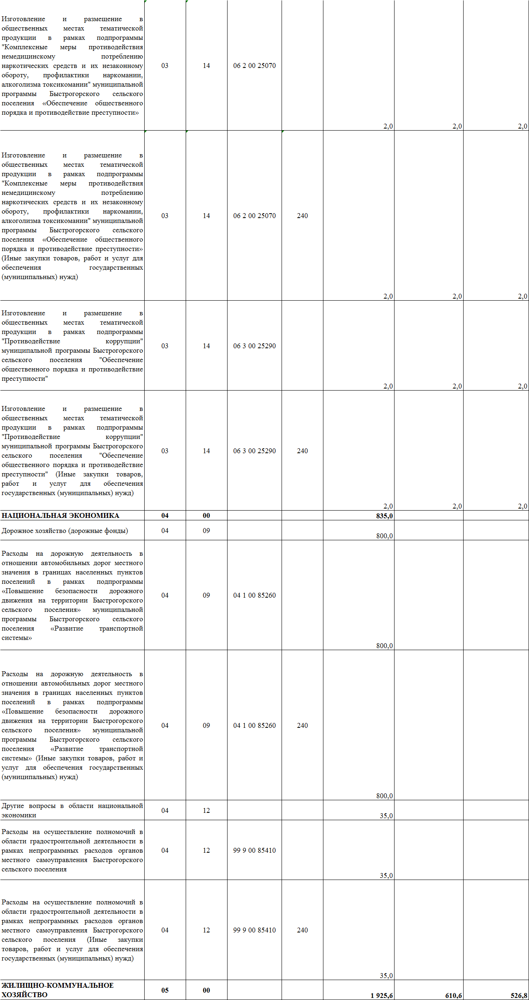 Изготовление и размещение в
общественных местах тематической
продукции в рамках подпрограммы
"Комплексные меры противодействия
немедицинскому потреблению
наркотических средств и их незаконному
обороту, профилактики наркомании,
алкоголизма токсикомании" муниципальной
программы Быстрогорского сельского
поселения «Обеспечение общественного
порядка и противодействие преступности»
03 14 06 2 00 25070
2,0 2,0 2,0
Изготовление и размещение в
общественных местах тематической
продукции в рамках подпрограммы
"Комплексные меры противодействия
немедицинскому потреблению
наркотических средств и их незаконному
обороту, профилактики наркомании,
алкоголизма токсикомании" муниципальной
программы Быстрогорского сельского
поселения «Обеспечение общественного
порядка и противодействие преступности»
(Иные закупки товаров, работ и услуг для
обеспечения государственных
(муниципальных) нужд)
03 14 06 2 00 25070 240
2,0 2,0 2,0
Изготовление и размещение в
общественных местах тематической
продукции в рамках подпрограммы
"Противодействие коррупции"
муниципальной программы Быстрогорского
сельского поселения "Обеспечение
общественного порядка и противодействие
преступности"
03 14 06 3 00 25290
2,0 2,0 2,0
Изготовление и размещение в
общественных местах тематической
продукции в рамках подпрограммы
"Противодействие коррупции"
муниципальной программы Быстрогорского
сельского поселения "Обеспечение
общественного порядка и противодействие
преступности" (Иные закупки товаров,
работ и услуг для обеспечения
государственных (муниципальных) нужд)
03 14 06 3 00 25290 240
2,0 2,0 2,0
НАЦИОНАЛЬНАЯ ЭКОНОМИКА 04 00 835,0
Дорожное хозяйство (дорожные фонды) 04 09 800,0
Расходы на дорожную деятельность в
отношении автомобильных дорог местного
значения в границах населенных пунктов
поселений в рамках подпрограммы
«Повышение безопасности дорожного
движения на территории Быстрогорского
сельского поселения» муниципальной
программы Быстрогорского сельского
поселения «Развитие транспортной
системы»
04 09 04 1 00 85260
800,0
Расходы на дорожную деятельность в
отношении автомобильных дорог местного
значения в границах населенных пунктов
поселений в рамках подпрограммы
«Повышение безопасности дорожного
движения на территории Быстрогорского
сельского поселения» муниципальной
программы Быстрогорского сельского
поселения «Развитие транспортной
системы» (Иные закупки товаров, работ и
услуг для обеспечения государственных
(муниципальных) нужд)
04 09 04 1 00 85260 240
800,0
Другие вопросы в области национальной
экономики
04 12
35,0
Расходы на осуществление полномочий в
области градостроительной деятельности в
рамках непрограммных расходов органов
местного самоуправления Быстрогорского
сельского поселения
04 12 99 9 00 85410
35,0
Расходы на осуществление полномочий в
области градостроительной деятельности в
рамках непрограммных расходов органов
местного самоуправления Быстрогорского
сельского поселения (Иные закупки
товаров, работ и услуг для обеспечения
государственных (муниципальных) нужд)
04 12 99 9 00 85410 240
35,0
ЖИЛИЩНО-КОММУНАЛЬНОЕ
ХОЗЯЙСТВО
05 00
1 925,6 610,6 526,8